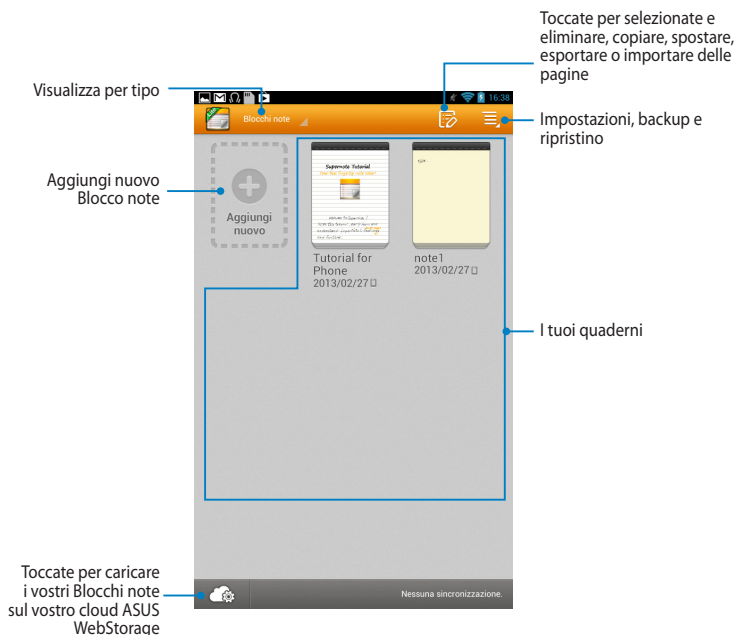 Toccate per selezionate e
eliminare, copiare, spostare,
esportare o importare delle
pagine
Visualizza per tipo
16:38
Blocchi note
Impostazioni, backup e
ripristino
Aggiungi nuovo
Blocco note
Aggiungi
nuovo
Supernote Tutorial
Tutorial for
Phone
2013/02/27
note1
2013/02/27
I tuoi quaderni
Toccate per caricare
i vostri Blocchi note
sul vostro cloud ASUS
WebStorage
Nessuna sincronizzazione.